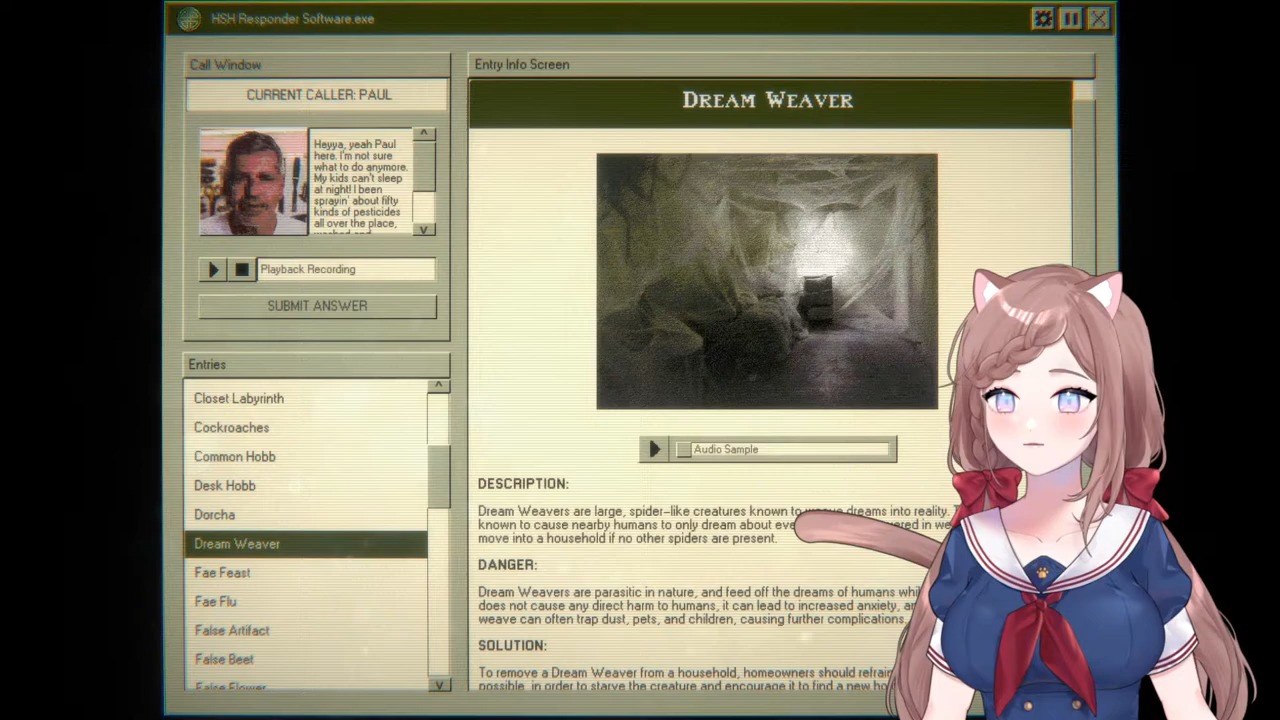 HSH Responder Software.exe
Call Window
CURRENT CALLER: PAUL
Heyya, yeah Paul
here. I'm not sure
what to do anymore.
My kids can't sleep
at night! I been
sprayin' about fifty
kinds of pesticides
all over the place,
Playback Recording
SUBMIT ANSWER
Entries
Closet Labyrinth
Cockroaches
Common Hobb
Desk Hobb
Dorcha
Dream Weaver
Fae Feast
Fae Flu
False Artifact
False Beet
False Flower
Entry Info Screen
DREAM WEAVER
Audio Sample
DESCRIPTION:
Dream Weavers are large, spider-like creatures known to weave dreams into reality.
known to cause nearby humans to only dream about
move into a household if no other spiders are present.
DANGER:
Dream Weavers are parasitic in nature, and feed off the dreams of humans
does not cause any direct harm to humans, it can lead to increased anxiety,
weave can often trap dust, pets, and children, causing further complications.
SOLUTION:
To remove a Dream Weaver from a household, homeowners should refrain
possible, in order to starve the creature and encourage it to find a new